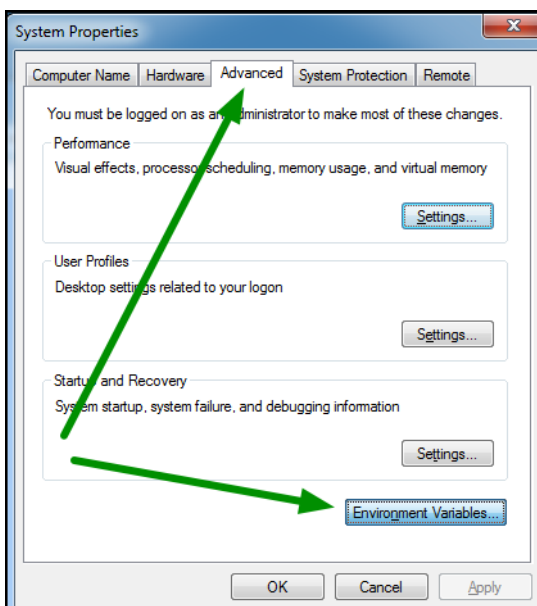 System Properties
Computer Name Hardware Advanced System Protection Remote
You must be logged on as an Administrator to make most of these changes.
Performance
Visual effects, processor scheduling, memory usage, and virtual memory
Settings...
User Profiles
Desktop settings related to your logon
Settings...
Startup and Recovery
System startup, system failure, and debugging information
Settings...
Environment Variables...
OK Cancel Apply